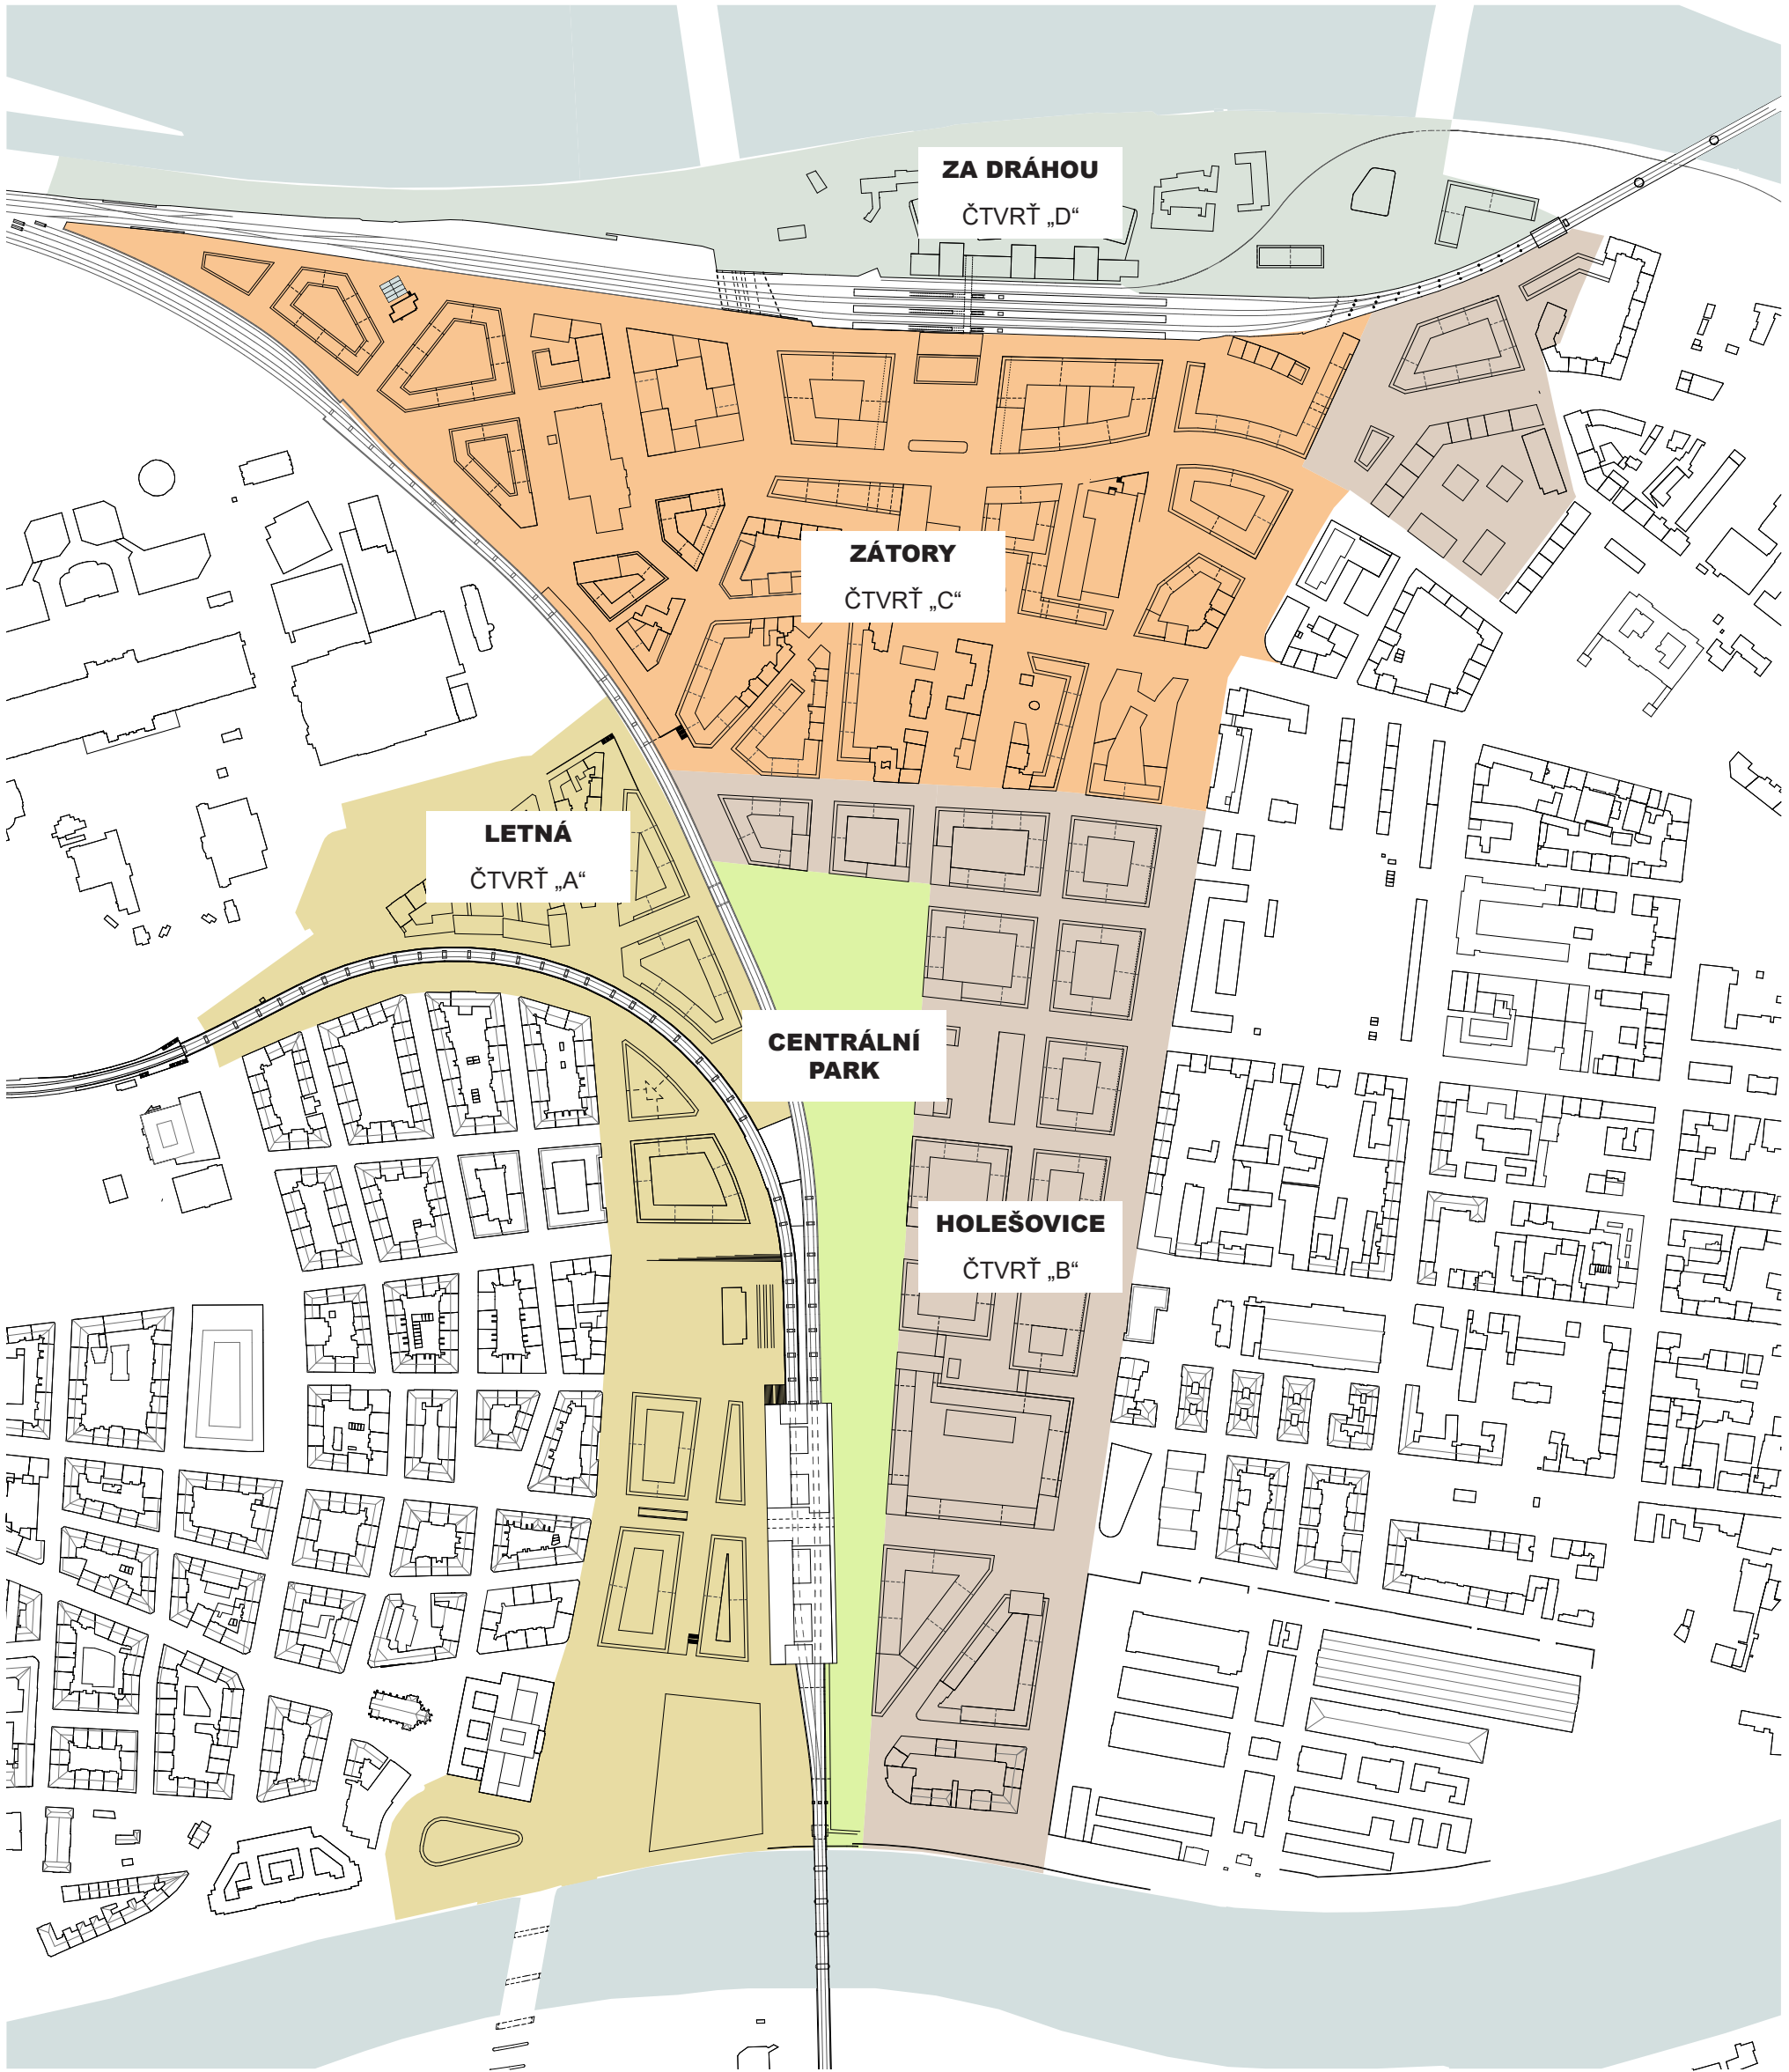 ZA DRÁHOU
ČTVRŤ „D“
ZÁTORY
ČTVRŤ „C“
LETNÁ
ČTVRŤ „A“
CENTRÁLNÍ
PARK
HOLEŠOVICE
ČTVRŤ „B“